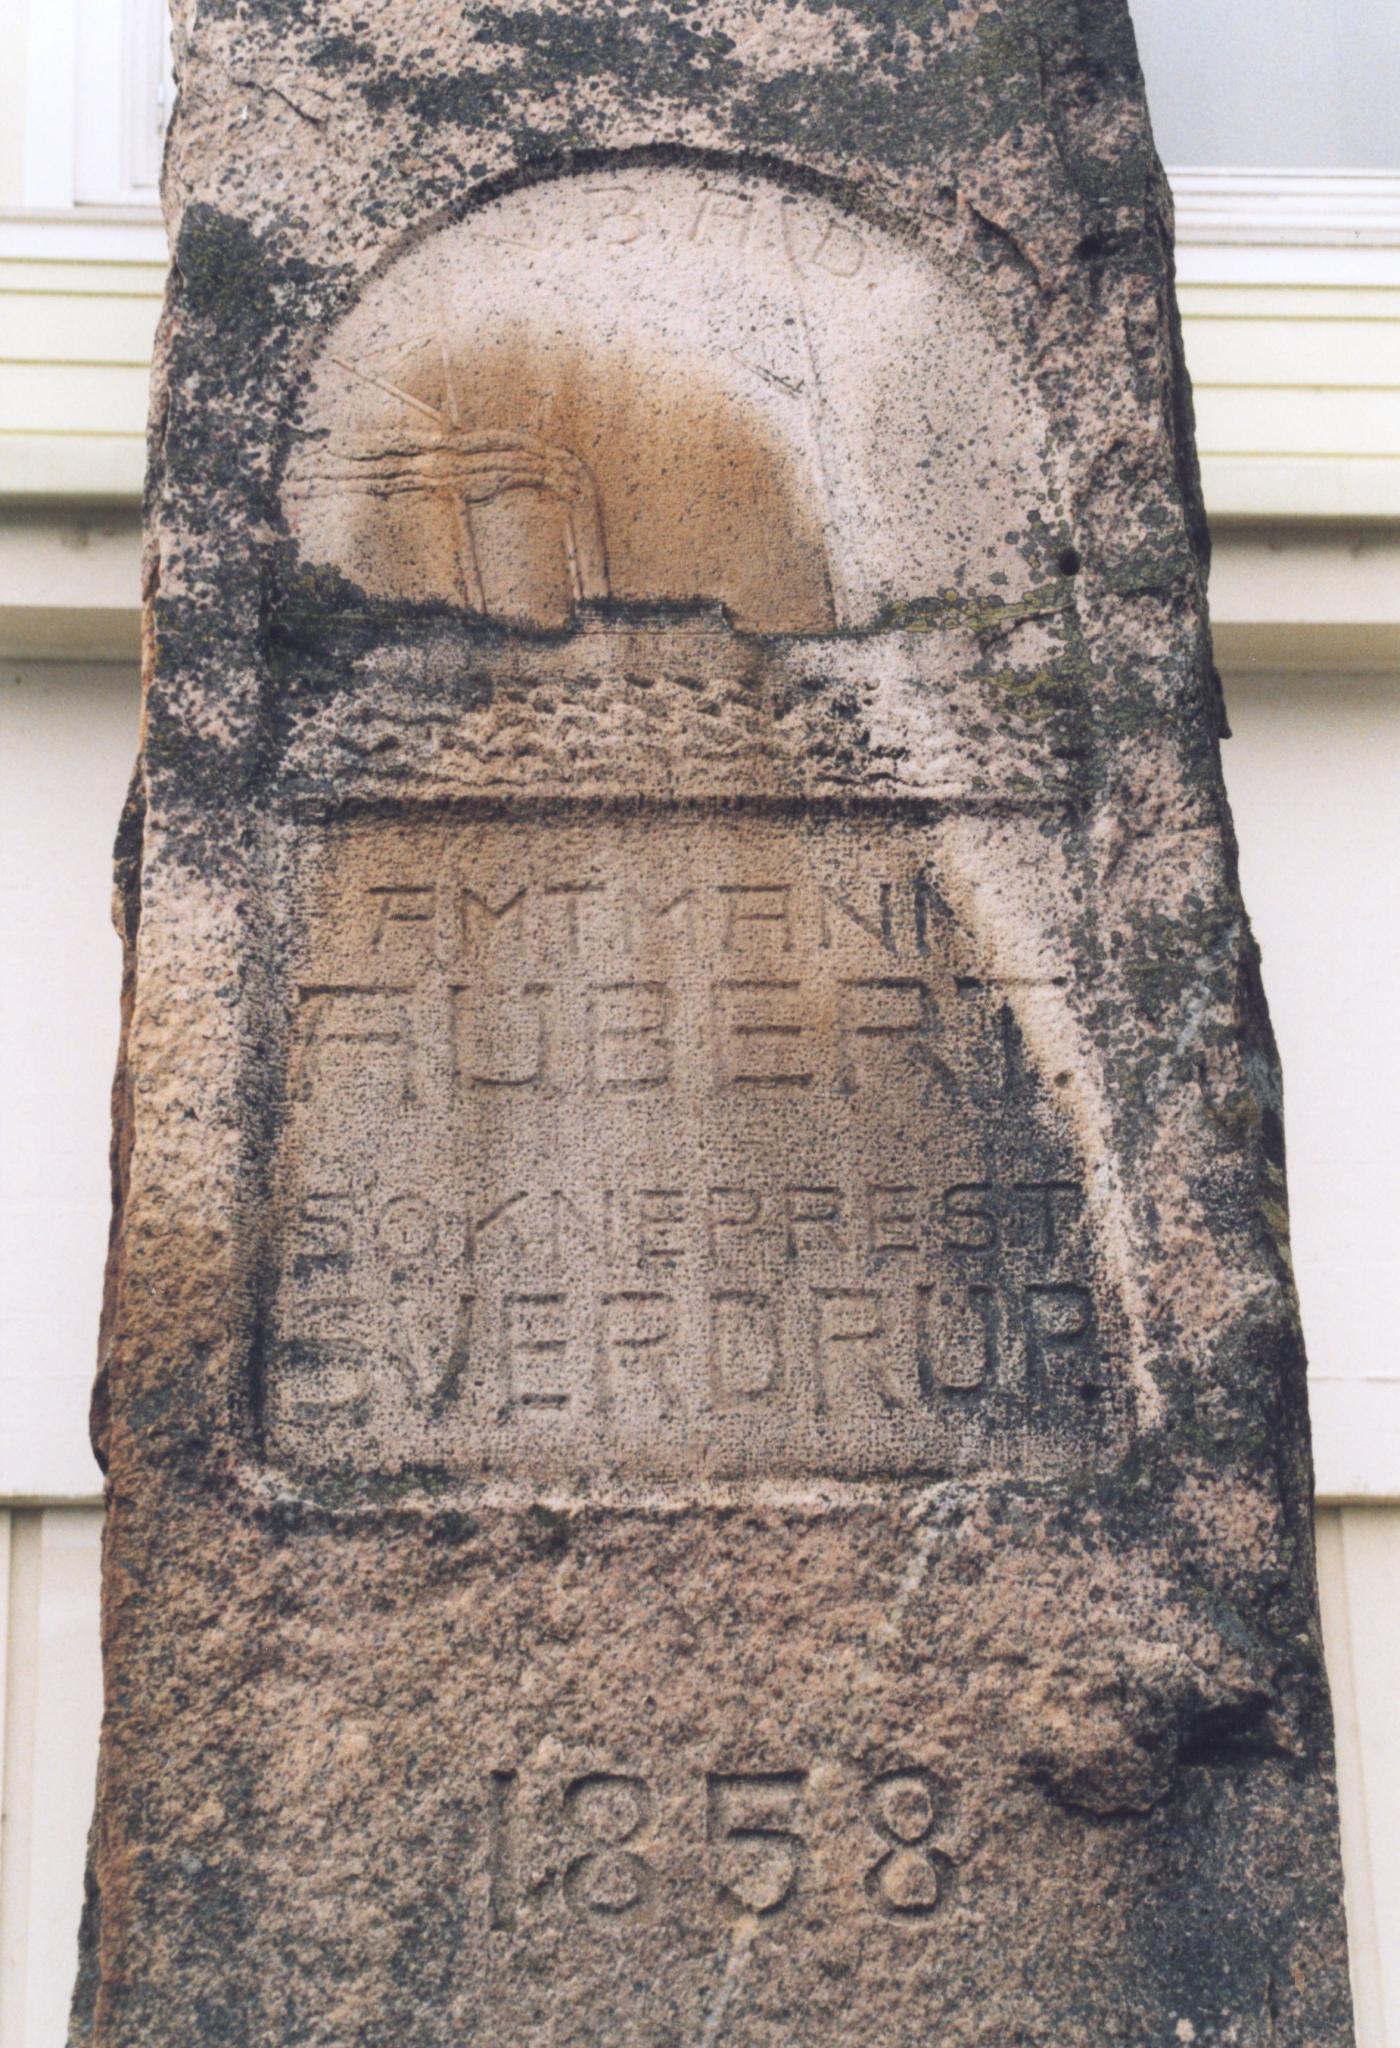 AMTMANN
AUBERT
SOKNEPREST
SVERDRUP.
1858